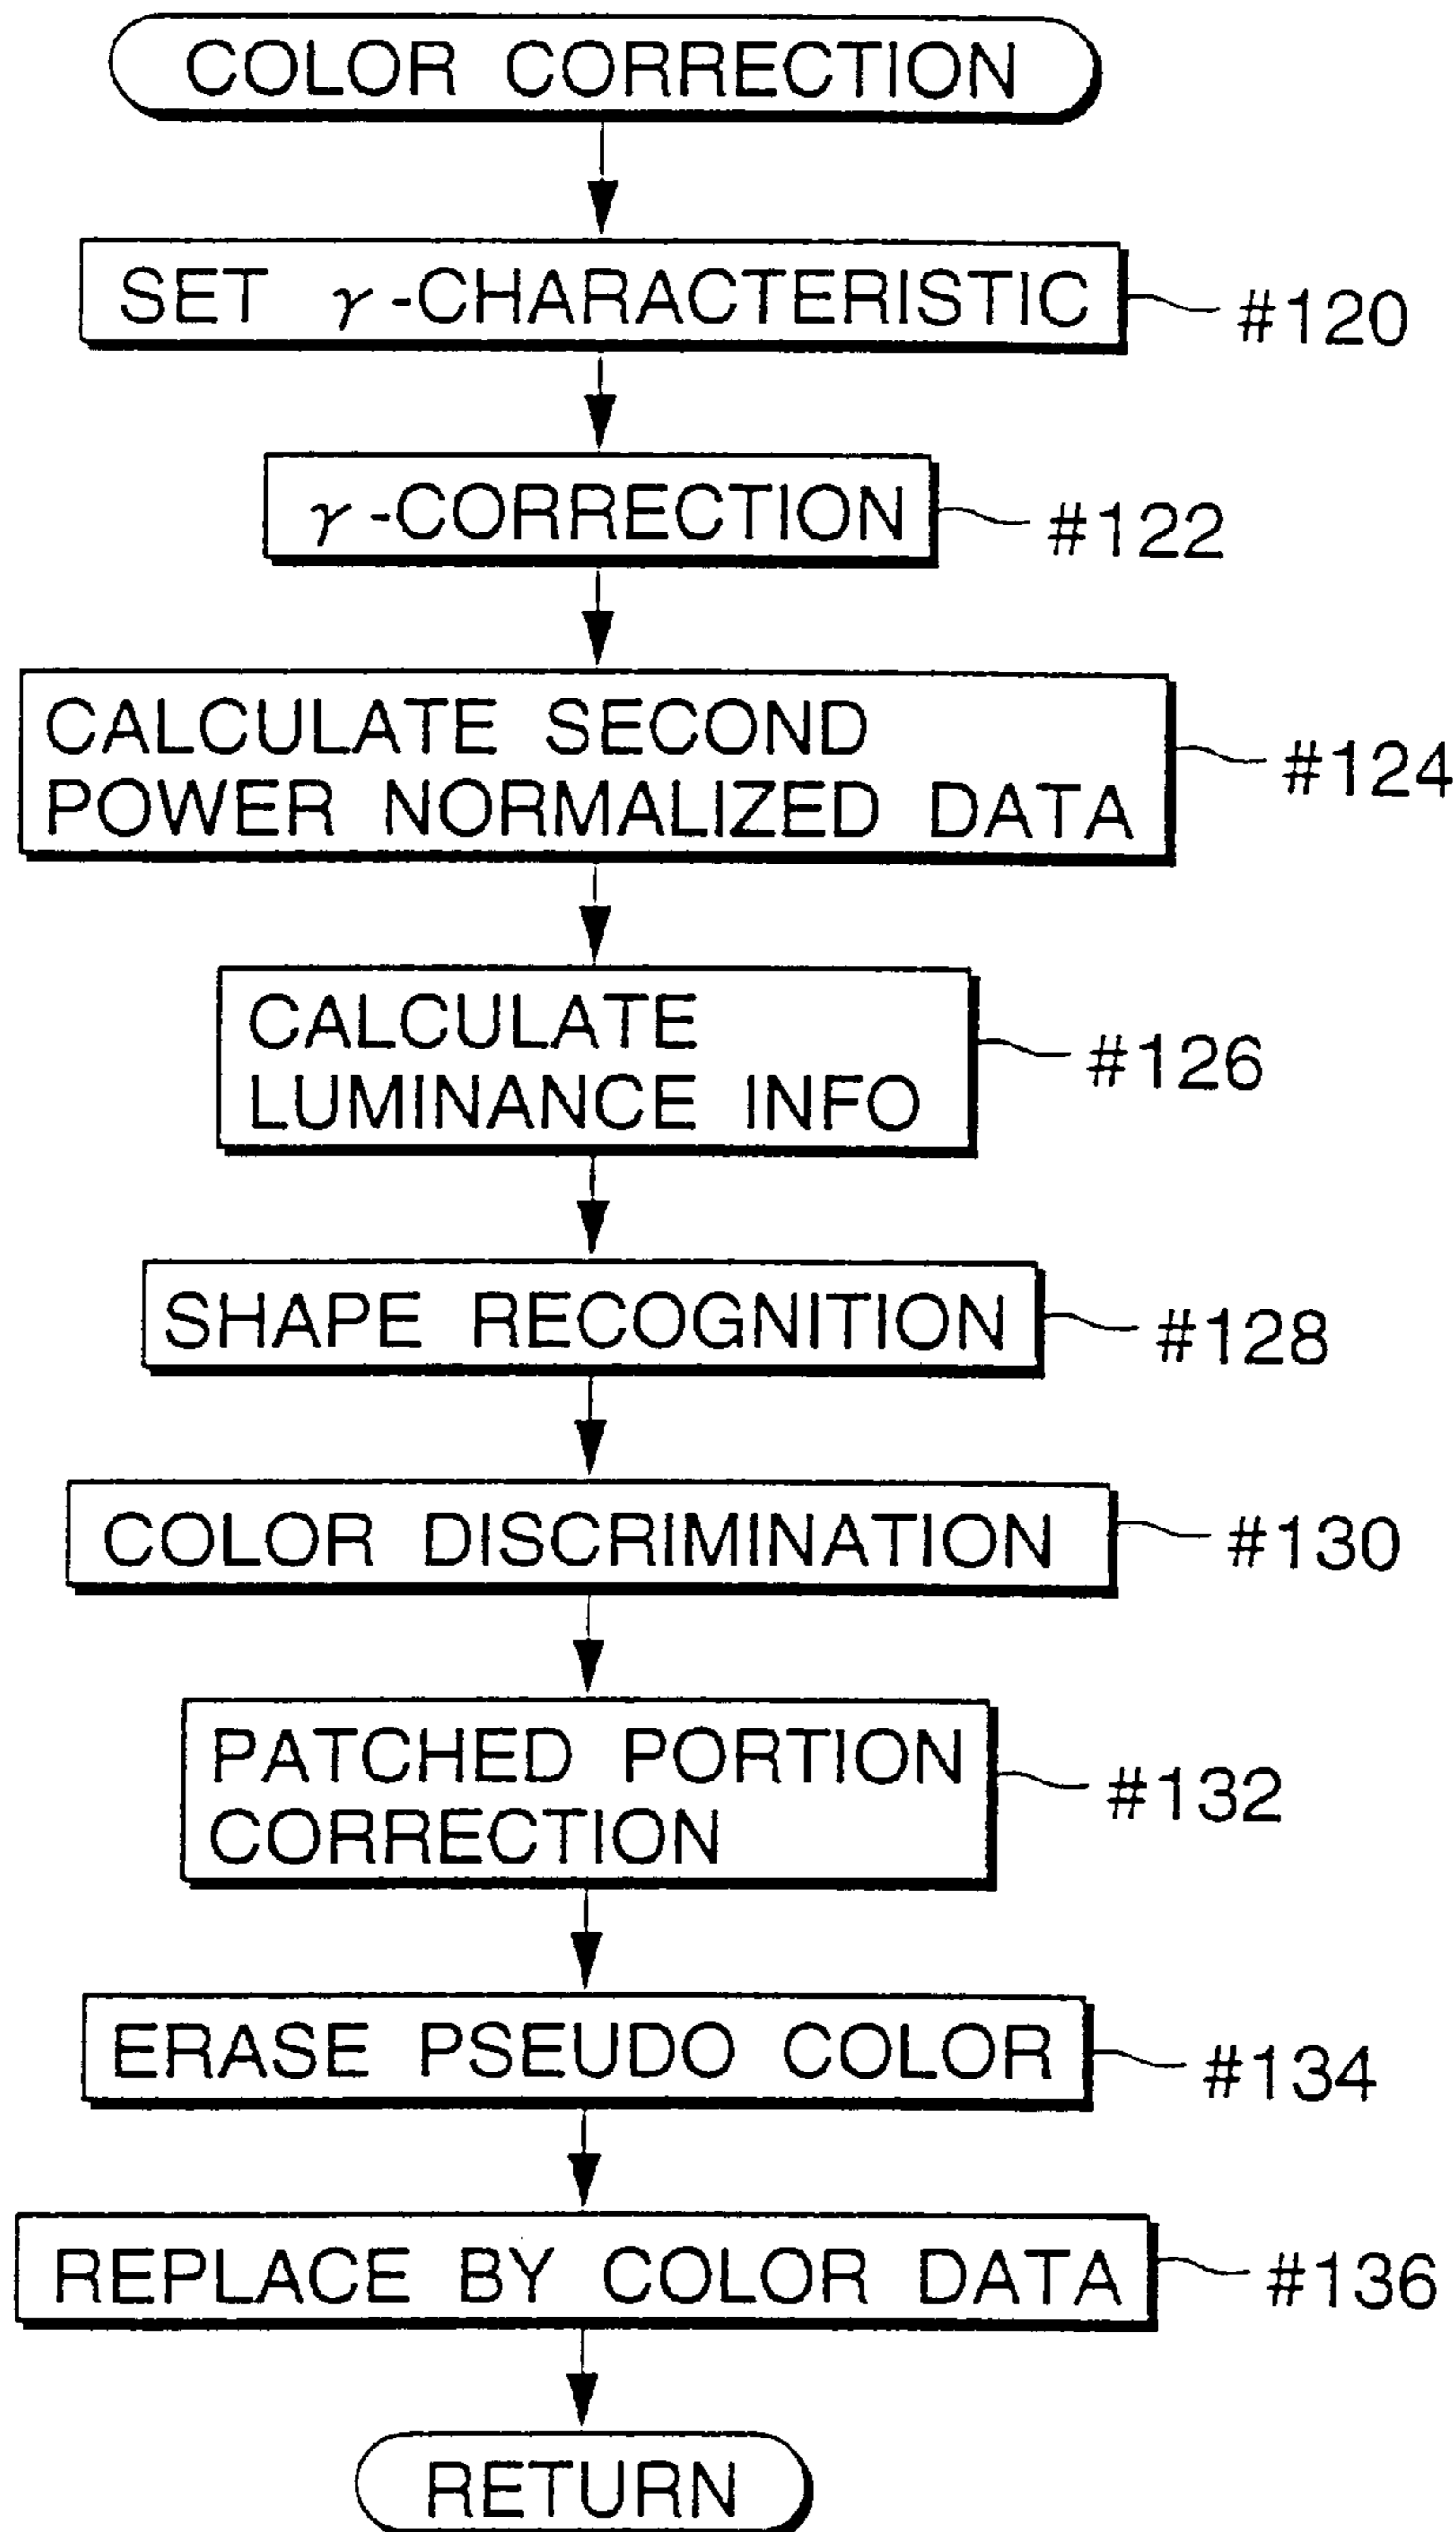 COLOR CORRECTION
SET γ-CHARACTERISTIC
#120
γ-CORRECTION
#122
CALCULATE SECOND
POWER NORMALIZED DATA
#124
CALCULATE
LUMINANCE INFO
#126
SHAPE RECOGNITION
#128
COLOR DISCRIMINATION
#130
PATCHED PORTION
CORRECTION
#132
ERASE PSEUDO COLOR
#134
REPLACE BY COLOR DATA
#136
RETURN